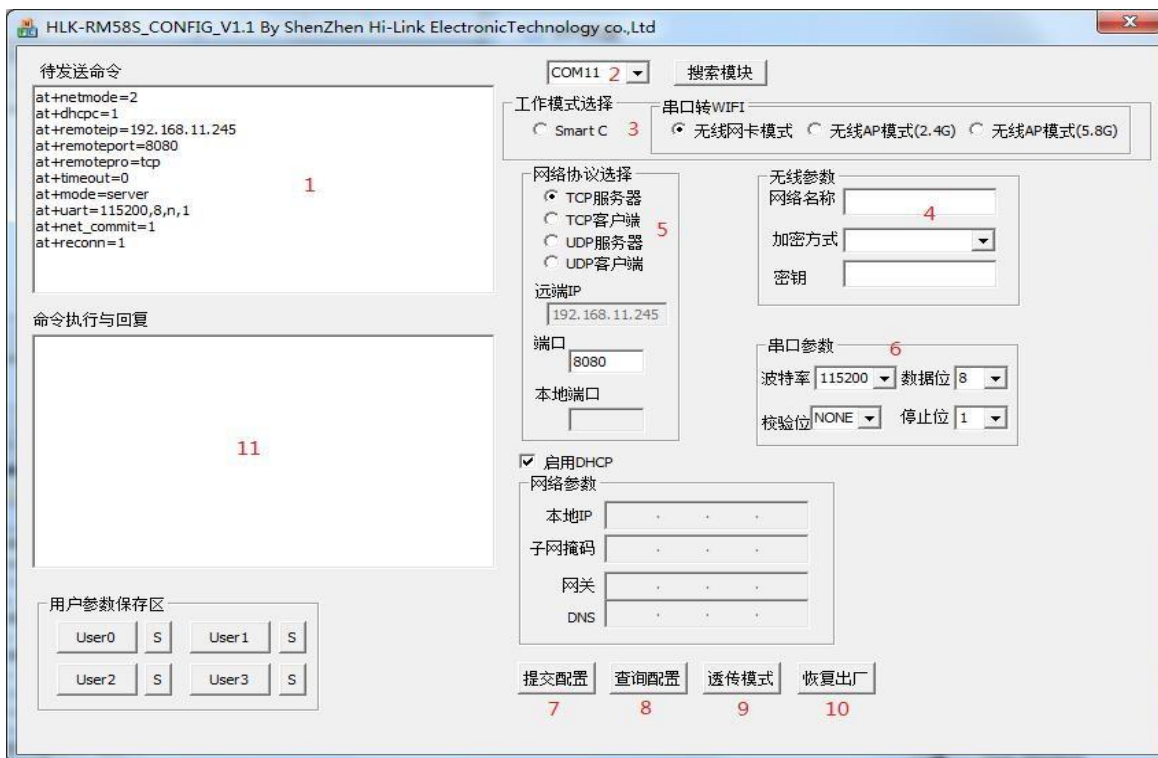 HLK-RM58S_CONFIG_V1.1 By ShenZhen Hi-Link ElectronicTechnology co.,Ltd
待发送命令
at+netmode=2
at+dhcpc=1
at+remoteip=192.168.11.245
at+remoteport=8080
at+remotepro=tcp
at+timeout=0
at+mode=server
at+uart=115200,8,n,1
at+net_commit=1
at+reconn=1
1
命令执行与回复
11
用户参数保存区
User0 S User1 S
User2 S User3 S
COM11 2 搜索模块
工作模式选择
Smart C 3
串口转WIFI
无线网卡模式 无线AP模式(2.4G) 无线AP模式(5.8G)
网络协议选择
TCP服务器
TCP客户端 5
UDP服务器
UDP客户端
远端IP
192.168.11.245
端口
8080
本地端口
无线参数
网络名称 4
加密方式
密钥
串口参数 6
波特率 115200 数据位 8
校验位 NONE 停止位 1
启用DHCP
网络参数
本地IP . . .
子网掩码 . . .
网关 . . .
DNS . . .
提交配置 查询配置 透传模式 恢复出厂
7 8 9 10